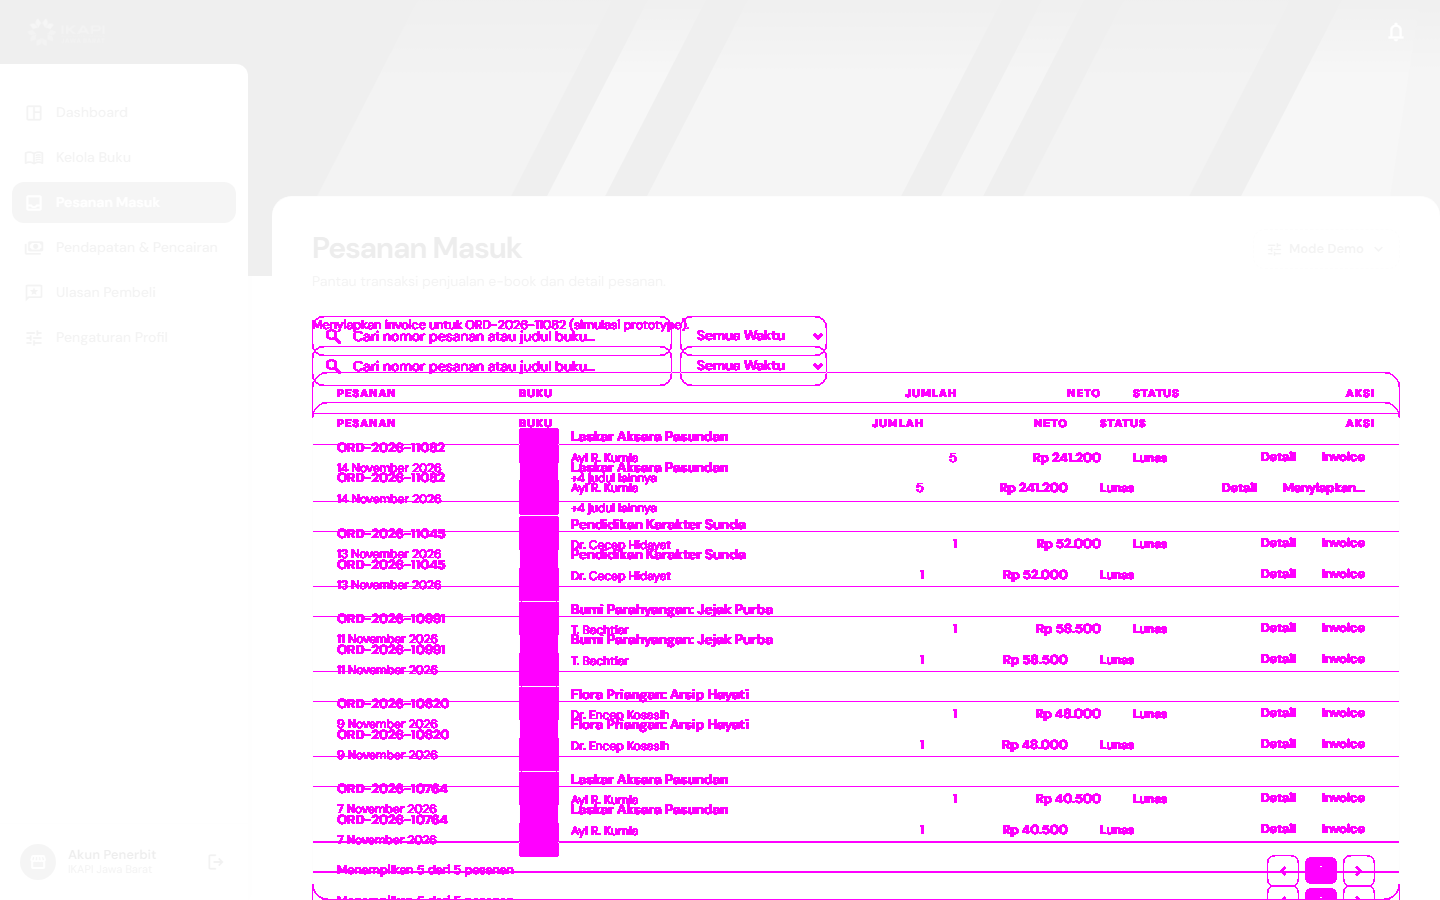 Dashboard
Kelola Buku
Pesanan Masuk
Pendapatan & Pencairan
Ulasan Pembeli
Pengaturan Profil
Akun Penerbit
IKAPI Jawa Barat
Pesanan Masuk
Mode Demo
Pantau transaksi penjualan e-book dan detail pesanan.
Menyiapkan invoice untuk ORD-2026-11082 (simulasi prototype).
Cari nomor pesanan atau judul buku...
Semua Waktu
Cari nomor pesanan atau judul buku...
Semua Waktu
PESANAN BUKU JUMLAH NETO STATUS AKSI
PESANAN BUKU JUMLAH NETO STATUS AKSI
Laskar Aksara Pasundan
ORD-2026-11082
Ayi R. Kurnia 5 Rp 241.200 Lunas Detail Invoice
14 November 2026
Laskar Aksara Pasundan
+4 judul lainnya
ORD-2026-11082
Ayi R. Kurnia 5 Rp 241.200 Lunas Detail Menyiapkan...
14 November 2026
+4 judul lainnya
Pendidikan Karakter Sunda
ORD-2026-11045
Dr. Cecep Hidayat 1 Rp 52.000 Lunas Detail Invoice
13 November 2026
Pendidikan Karakter Sunda
ORD-2026-11045
Dr. Cecep Hidayat 1 Rp 52.000 Lunas Detail Invoice
13 November 2026
Bumi Parahyangan: Jejak Purba
ORD-2026-10991
T. Bachtiar 1 Rp 58.500 Lunas Detail Invoice
11 November 2026
Bumi Parahyangan: Jejak Purba
ORD-2026-10991
T. Bachtiar 1 Rp 58.500 Lunas Detail Invoice
11 November 2026
Flora Priangan: Arsip Hayati
ORD-2026-10820
Dr. Encep Kosasih 1 Rp 48.000 Lunas Detail Invoice
9 November 2026
Flora Priangan: Arsip Hayati
ORD-2026-10820
Dr. Encep Kosasih 1 Rp 48.000 Lunas Detail Invoice
9 November 2026
Laskar Aksara Pasundan
ORD-2026-10764
Ayi R. Kurnia 1 Rp 40.500 Lunas Detail Invoice
7 November 2026
Laskar Aksara Pasundan
ORD-2026-10764
Ayi R. Kurnia 1 Rp 40.500 Lunas Detail Invoice
7 November 2026
Menampilkan 5 dari 5 pesanan
Menampilkan 5 dari 5 pesanan